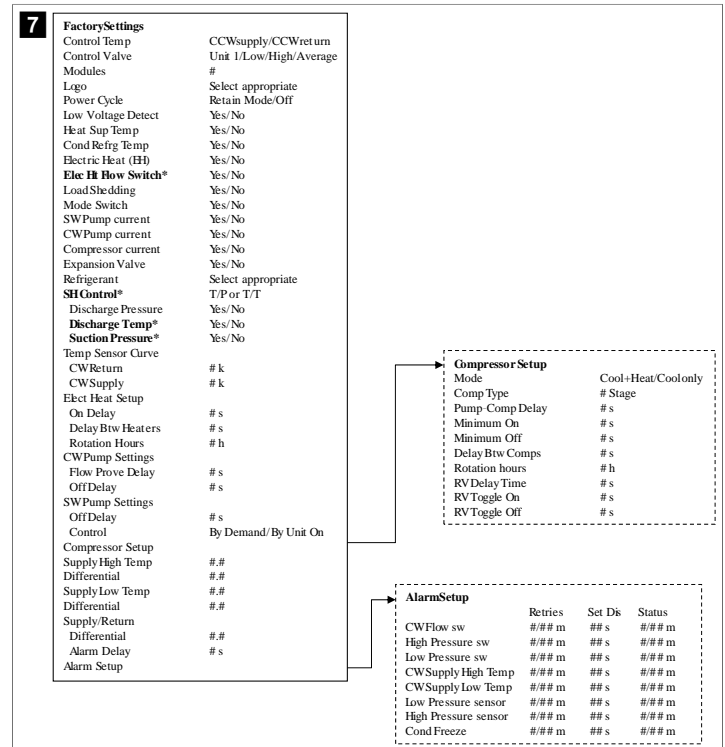 7
FactorySettings
Control Temp CCWsupply/CCWreturn
Control Valve Unit 1/Low/High/Average
Modules #
Logo Select appropriate
Power Cycle Retain Mode/Off
Low Voltage Detect Yes/No
Heat Sup Temp Yes/No
Cond Refrg Temp Yes/No
Electric Heat (EH) Yes/No
Elec Ht Flow Switch* Yes/No
Load Shedding Yes/No
Mode Switch Yes/No
SWPump current Yes/No
CWPump current Yes/No
Compressor current Yes/No
Expansion Valve Yes/No
Refrigerant Select appropriate
SH Control* T/P or T/T
Discharge Pressure Yes/No
Discharge Temp* Yes/No
Suction Pressure* Yes/No
Temp Sensor Curve
CWReturn # k
CWSupply # k
Elect Heat Setup
On Delay # s
Delay Btw Heaters # s
Rotation Hours # h
CWPump Settings
Flow Prove Delay # s
Off Delay # s
SWPump Settings
Off Delay # s
Control By Demand/By Unit On
Compressor Setup
Supply High Temp #.#
Differential #.#
Supply Low Temp #.#
Differential #.#
Supply/Return
Differential #.#
Alarm Delay # s
Alarm Setup
Compressor Setup
Mode Cool+Heat/Cool only
Comp Type # Stage
Pump-Comp Delay # s
Minimum On # s
Minimum Off # s
Delay Btw Comps # s
Rotation hours # h
RV Delay Time # s
RV Toggle On # s
RV Toggle Off # s
AlarmSetup
Retries Set Dis Status
CWFlow sw #/## m ## s #/## m
High Pressure sw #/## m ## s #/## m
Low Pressure sw #/## m ## s #/## m
CWSupply High Temp #/## m ## s #/## m
CWSupply Low Temp #/## m ## s #/## m
Low Pressure sensor #/## m ## s #/## m
High Pressure sensor #/## m ## s #/## m
Cond Freeze #/## m ## s #/## m